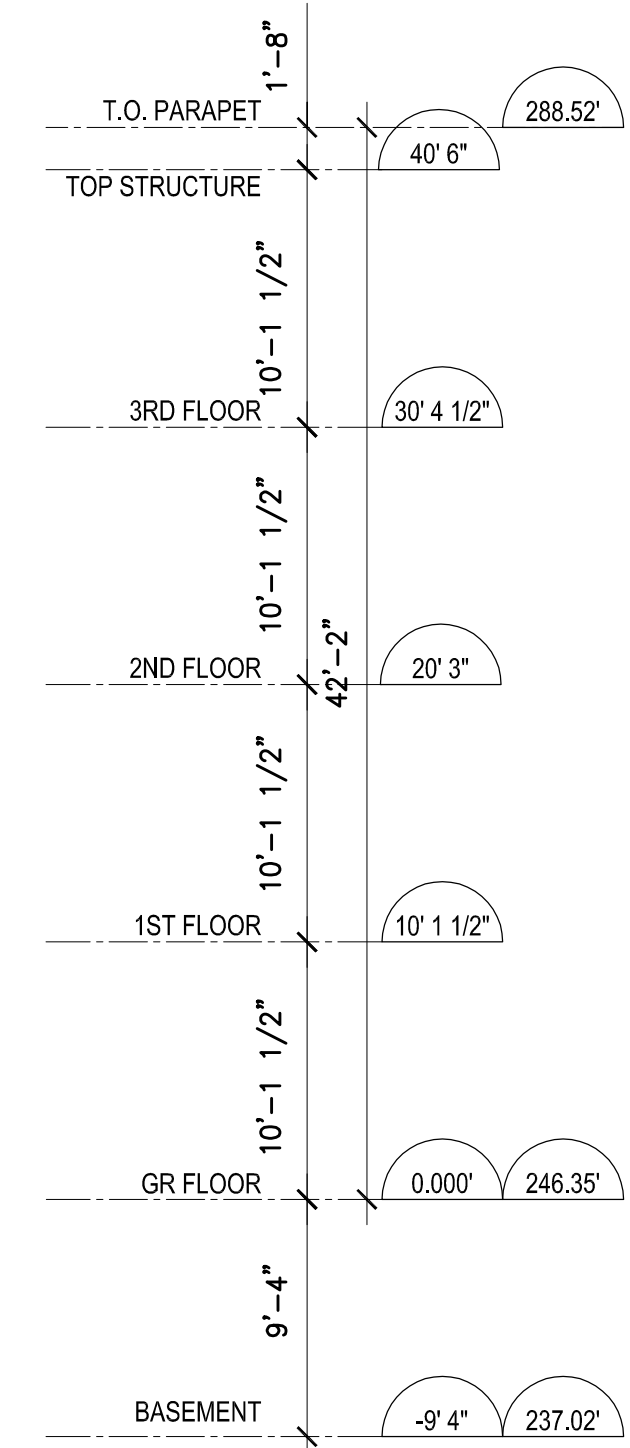 1'-8"
T.O. PARAPET 288.52'
40' 6"
TOP STRUCTURE
10'-1 1/2"
3RD FLOOR 30' 4 1/2"
10'-1 1/2"
42'-2"
2ND FLOOR 20' 3"
10'-1 1/2"
1ST FLOOR 10' 1 1/2"
10'-1 1/2"
GR FLOOR 0.000' 246.35'
9'-4"
BASEMENT -9' 4" 237.02'